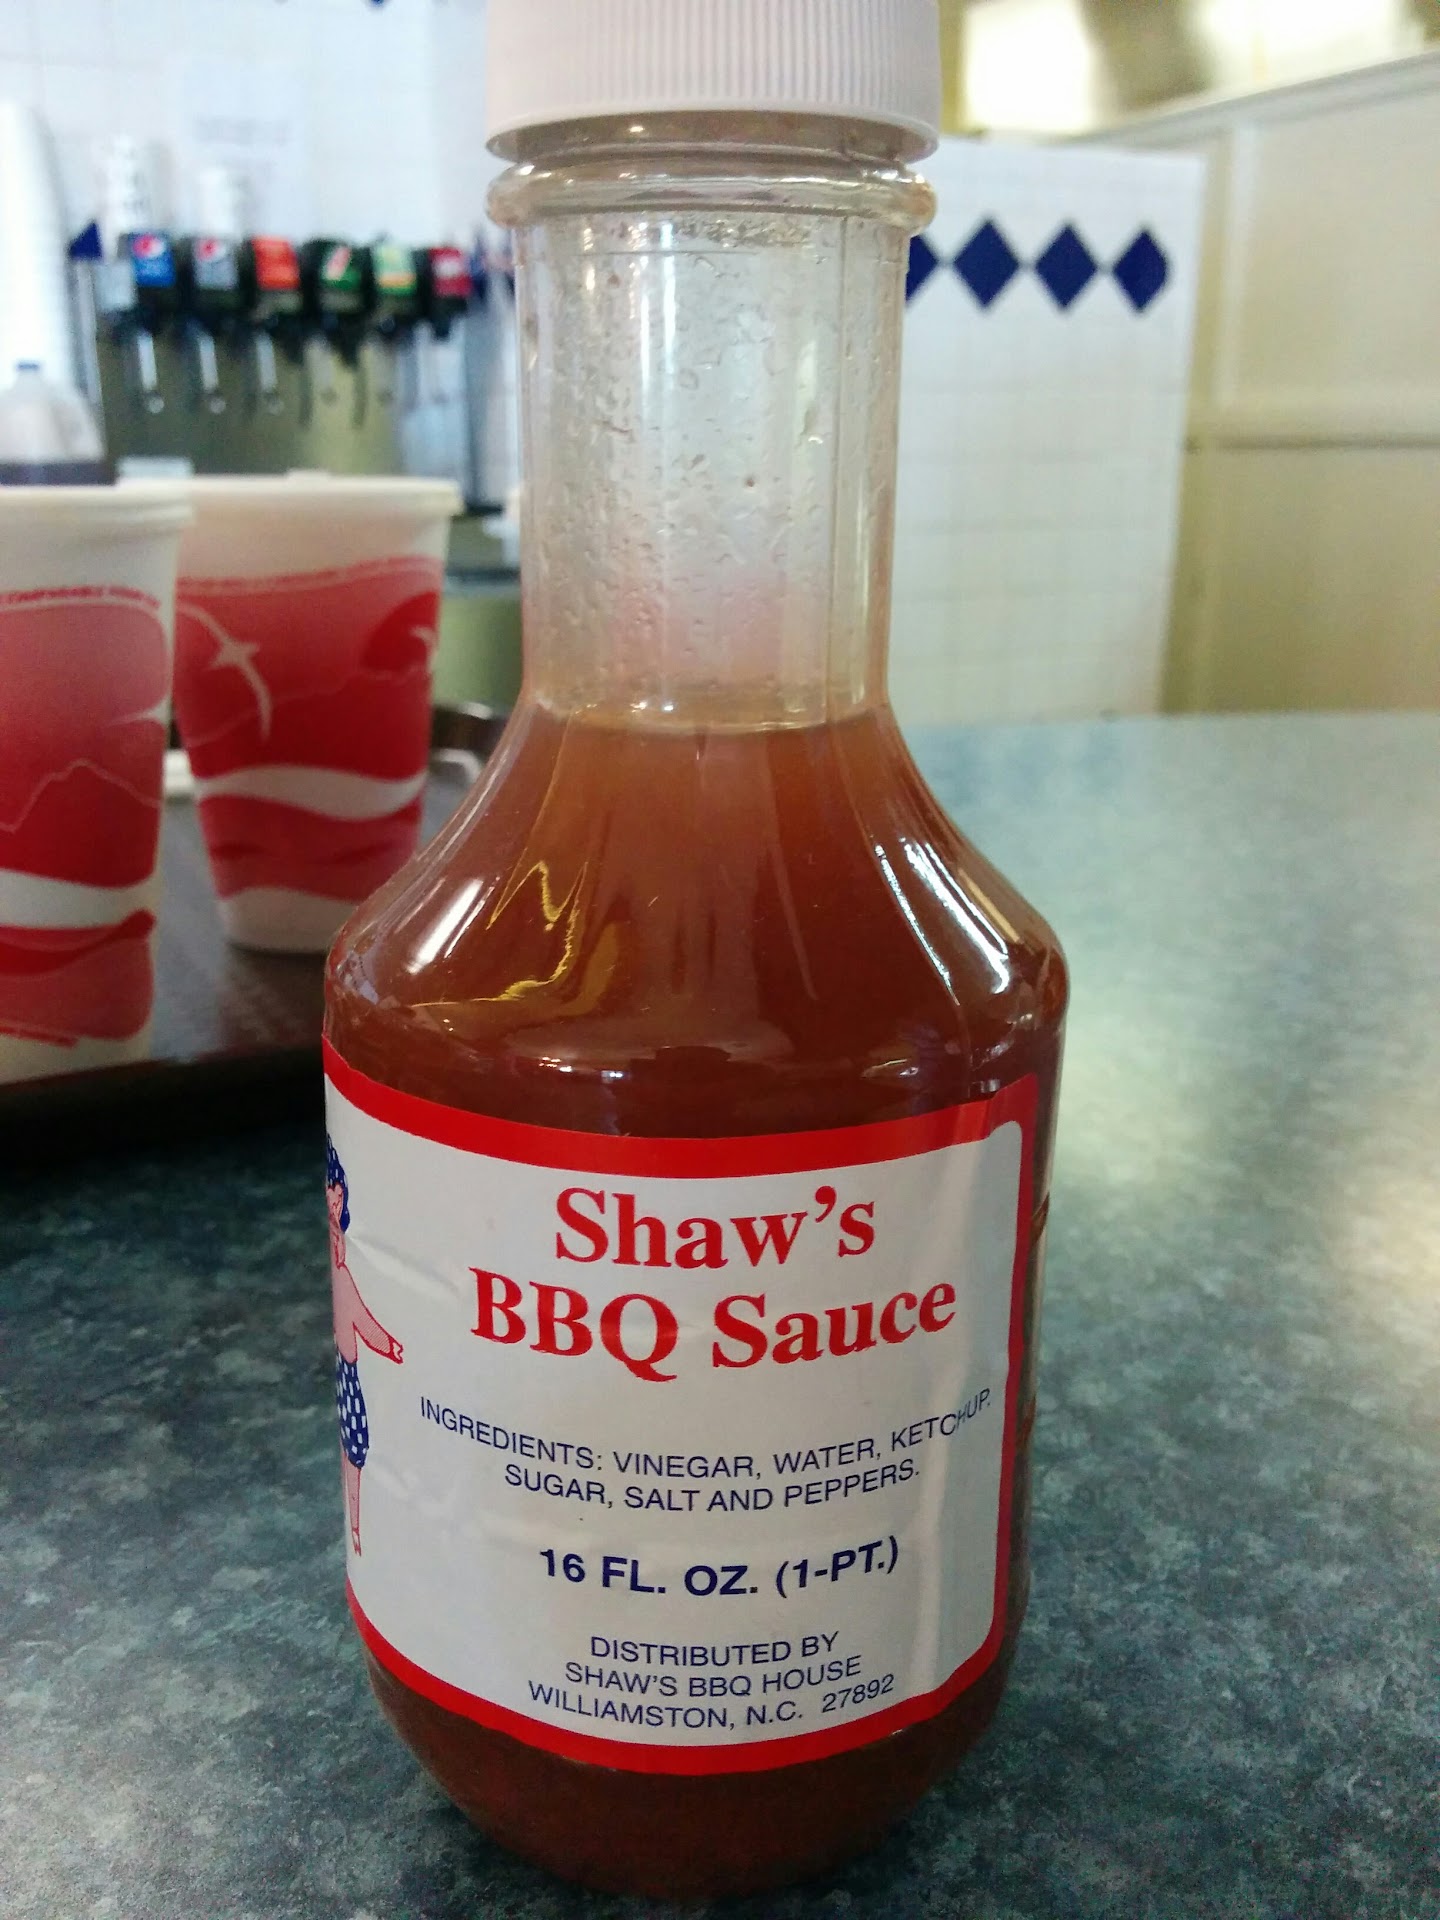 Shaw's
BBQ Sauce
INGREDIENTS: VINEGAR, WATER, KETCHUP,
SUGAR, SALT AND PEPPERS.
16 FL. OZ. (1-PT.)
DISTRIBUTED BY
SHAW'S BBQ HOUSE
WILLIAMSTON, N.C. 27892